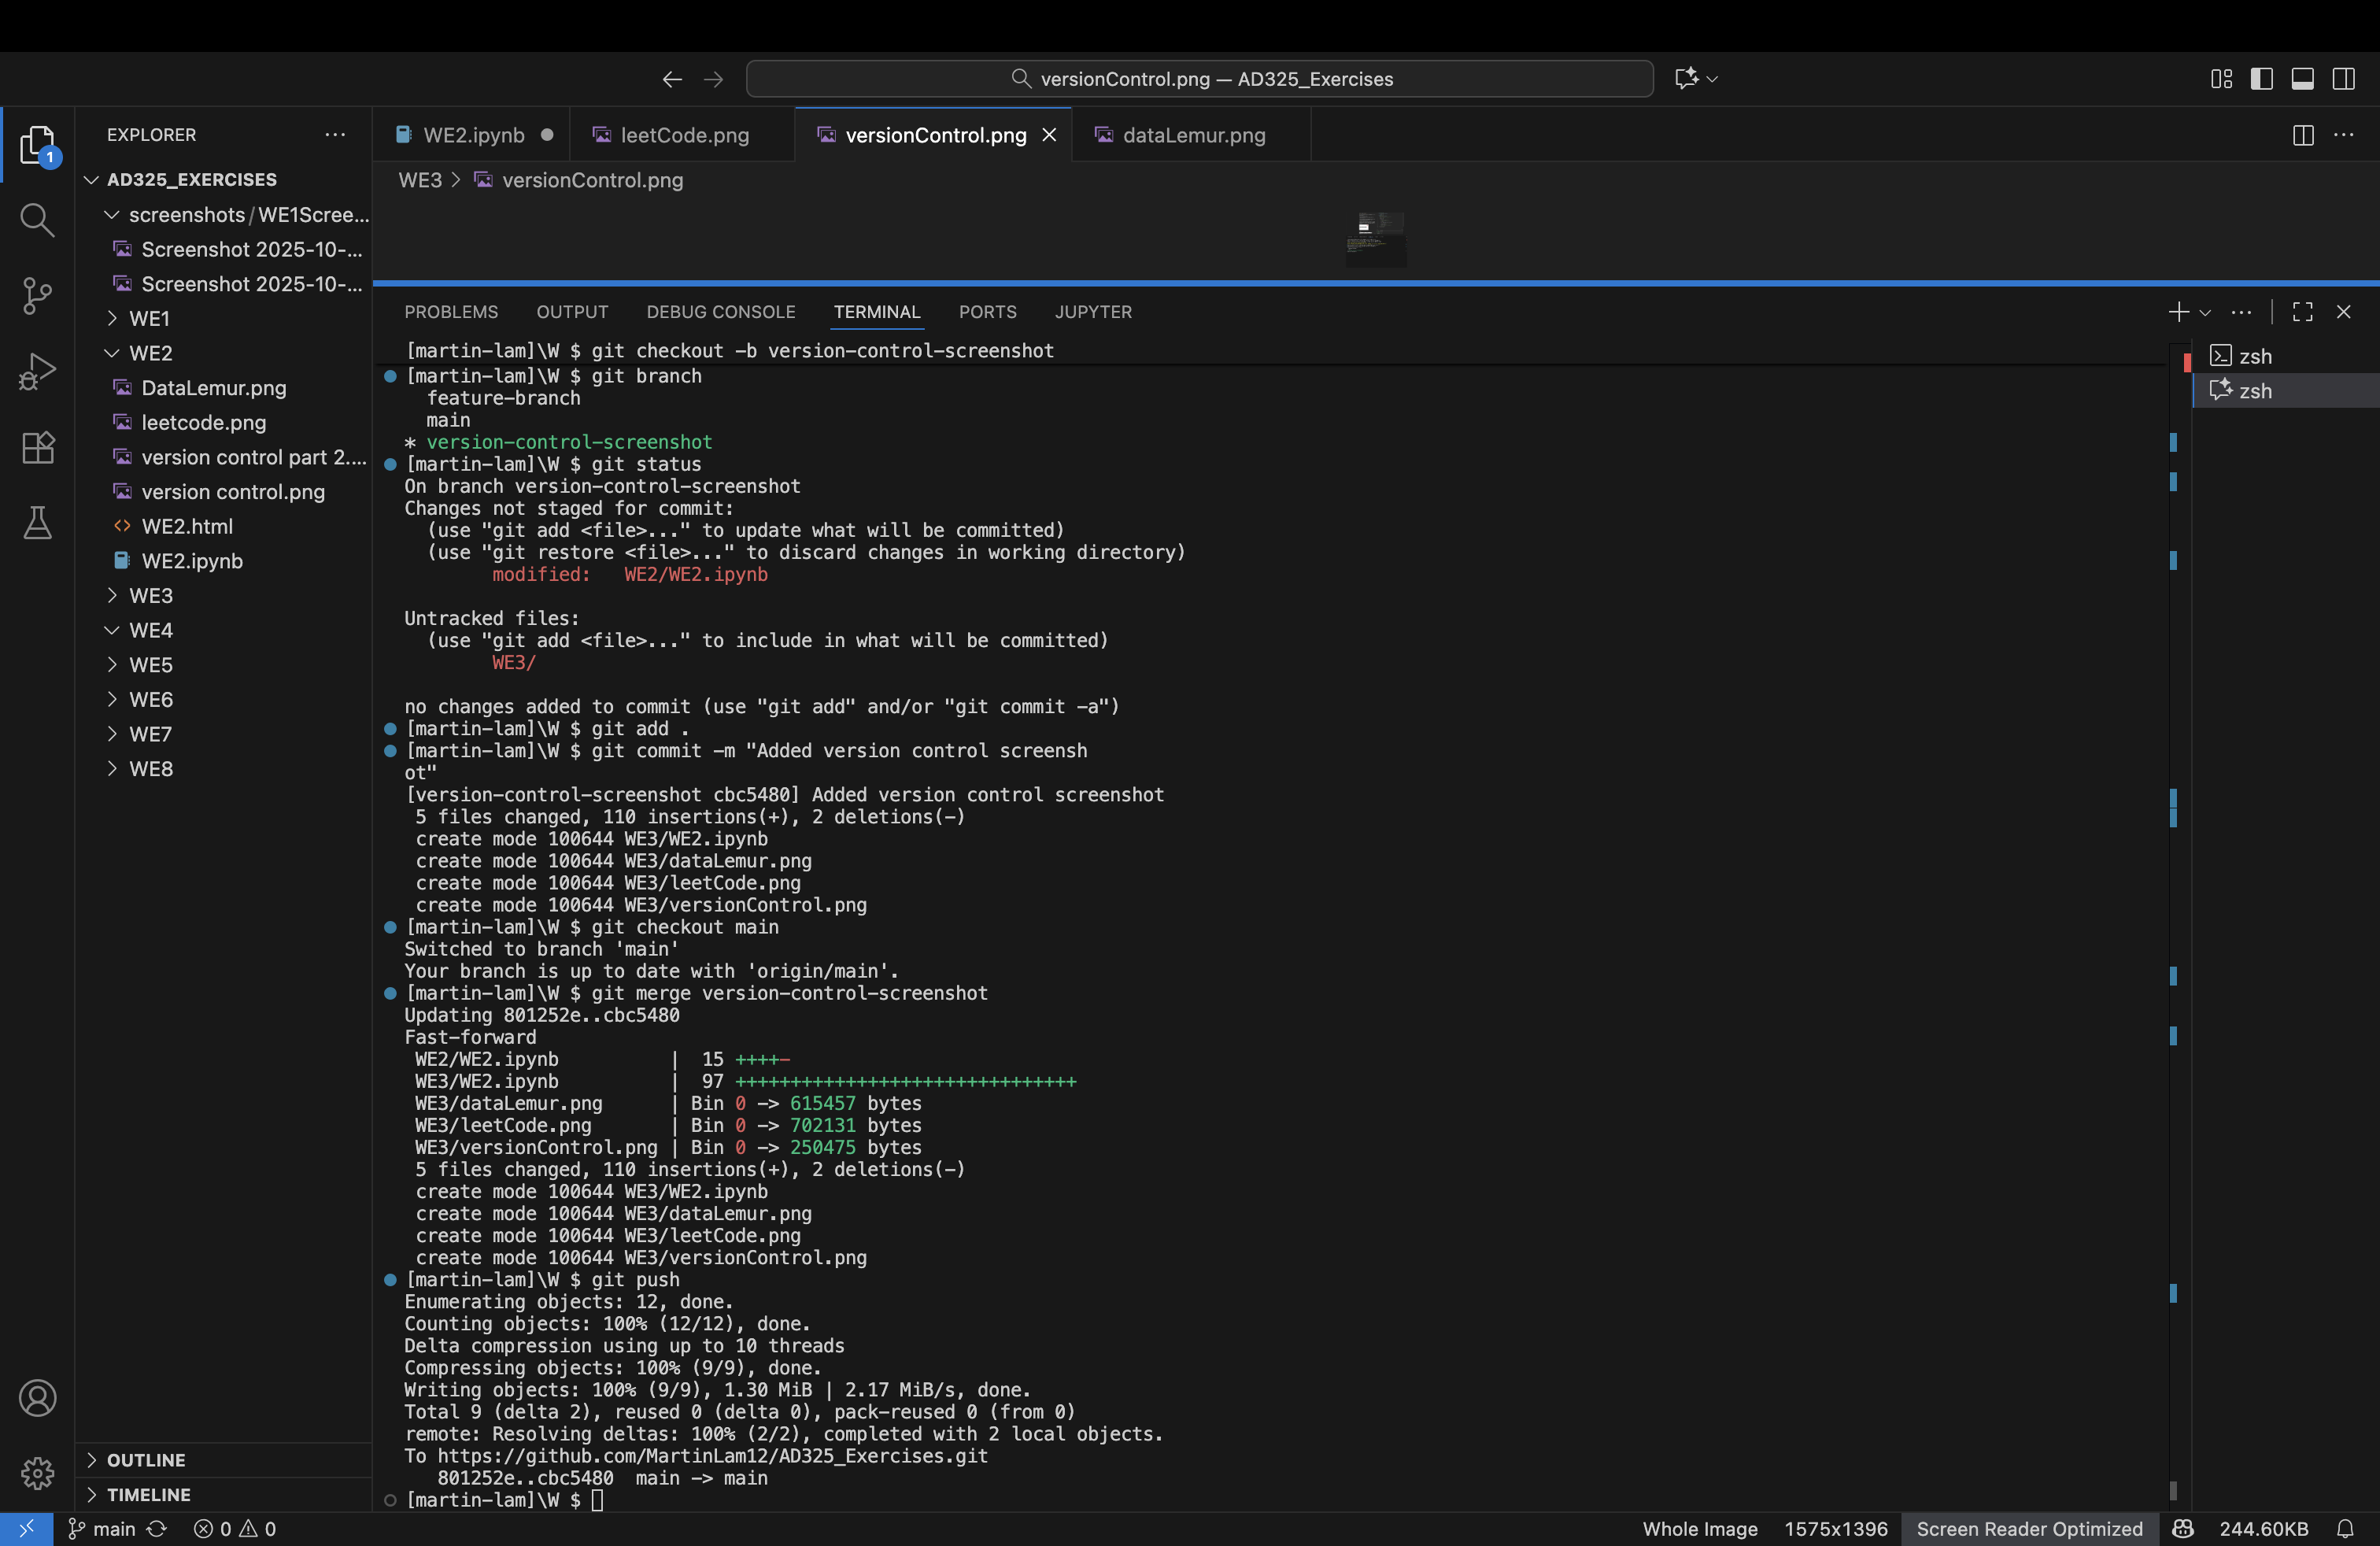 versionControl.png — AD325_Exercises
EXPLORER
1
WE2.ipynb
leetCode.png
versionControl.png
dataLemur.png
WE3 > versionControl.png
AD325_EXERCISES
screenshots/WE1Scree...
Screenshot 2025-10-...
Screenshot 2025-10-...
WE1
WE2
DataLemur.png
leetcode.png
version control part 2....
version control.png
WE2.html
WE2.ipynb
WE3
WE4
WE5
WE6
WE7
WE8
OUTLINE
TIMELINE
PROBLEMS OUTPUT DEBUG CONSOLE TERMINAL PORTS JUPYTER
zsh
zsh
[martin-lam]\W $ git checkout -b version-control-screenshot
[martin-lam]\W $ git branch
feature-branch
main
* version-control-screenshot
[martin-lam]\W $ git status
On branch version-control-screenshot
Changes not staged for commit:
(use "git add <file>..." to update what will be committed)
(use "git restore <file>..." to discard changes in working directory)
modified:   WE2/WE2.ipynb
Untracked files:
(use "git add <file>..." to include in what will be committed)
WE3/
no changes added to commit (use "git add" and/or "git commit -a")
[martin-lam]\W $ git add .
[martin-lam]\W $ git commit -m "Added version control screensh
ot"
[version-control-screenshot cbc5480] Added version control screenshot
5 files changed, 110 insertions(+), 2 deletions(-)
create mode 100644 WE3/WE2.ipynb
create mode 100644 WE3/dataLemur.png
create mode 100644 WE3/leetCode.png
create mode 100644 WE3/versionControl.png
[martin-lam]\W $ git checkout main
Switched to branch 'main'
Your branch is up to date with 'origin/main'.
[martin-lam]\W $ git merge version-control-screenshot
Updating 801252e..cbc5480
Fast-forward
WE2/WE2.ipynb          |  15 ++++-
WE3/WE2.ipynb          |  97 +++++++++++++++++++++++++++++++
WE3/dataLemur.png      | Bin 0 -> 615457 bytes
WE3/leetCode.png       | Bin 0 -> 702131 bytes
WE3/versionControl.png | Bin 0 -> 250475 bytes
5 files changed, 110 insertions(+), 2 deletions(-)
create mode 100644 WE3/WE2.ipynb
create mode 100644 WE3/dataLemur.png
create mode 100644 WE3/leetCode.png
create mode 100644 WE3/versionControl.png
[martin-lam]\W $ git push
Enumerating objects: 12, done.
Counting objects: 100% (12/12), done.
Delta compression using up to 10 threads
Compressing objects: 100% (9/9), done.
Writing objects: 100% (9/9), 1.30 MiB | 2.17 MiB/s, done.
Total 9 (delta 2), reused 0 (delta 0), pack-reused 0 (from 0)
remote: Resolving deltas: 100% (2/2), completed with 2 local objects.
To https://github.com/MartinLam12/AD325_Exercises.git
801252e..cbc5480  main -> main
[martin-lam]\W $
main 0 0 Whole Image 1575x1396 Screen Reader Optimized 244.60KB